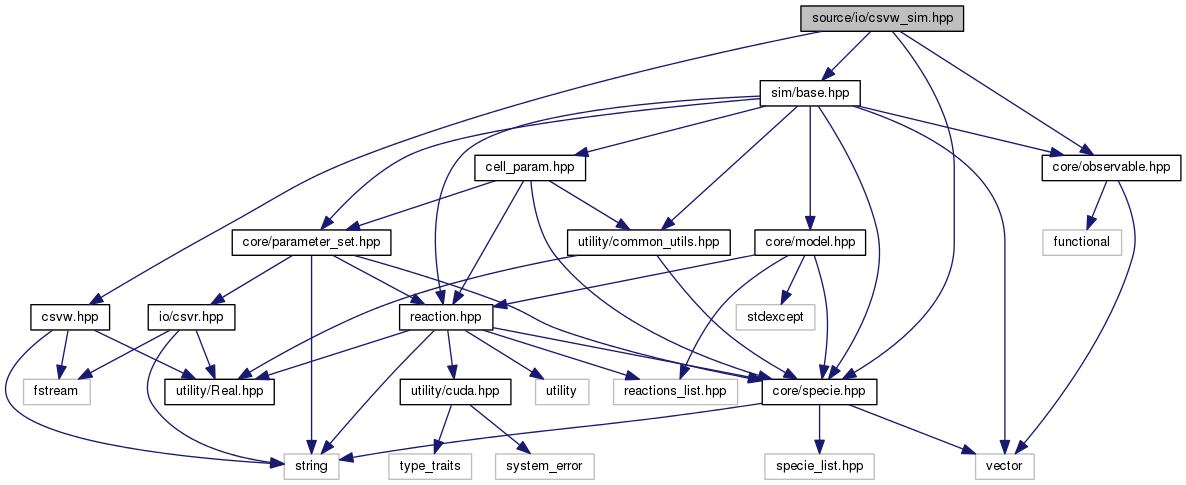 source/io/csvw_sim.hpp
sim/base.hpp
cell_param.hpp
core/observable.hpp
core/parameter_set.hpp
utility/common_utils.hpp
core/model.hpp
functional
csvw.hpp
io/csvr.hpp
reaction.hpp
stdexcept
fstream
utility/Real.hpp
utility/cuda.hpp
utility
reactions_list.hpp
core/specie.hpp
string
type_traits
system_error
specie_list.hpp
vector